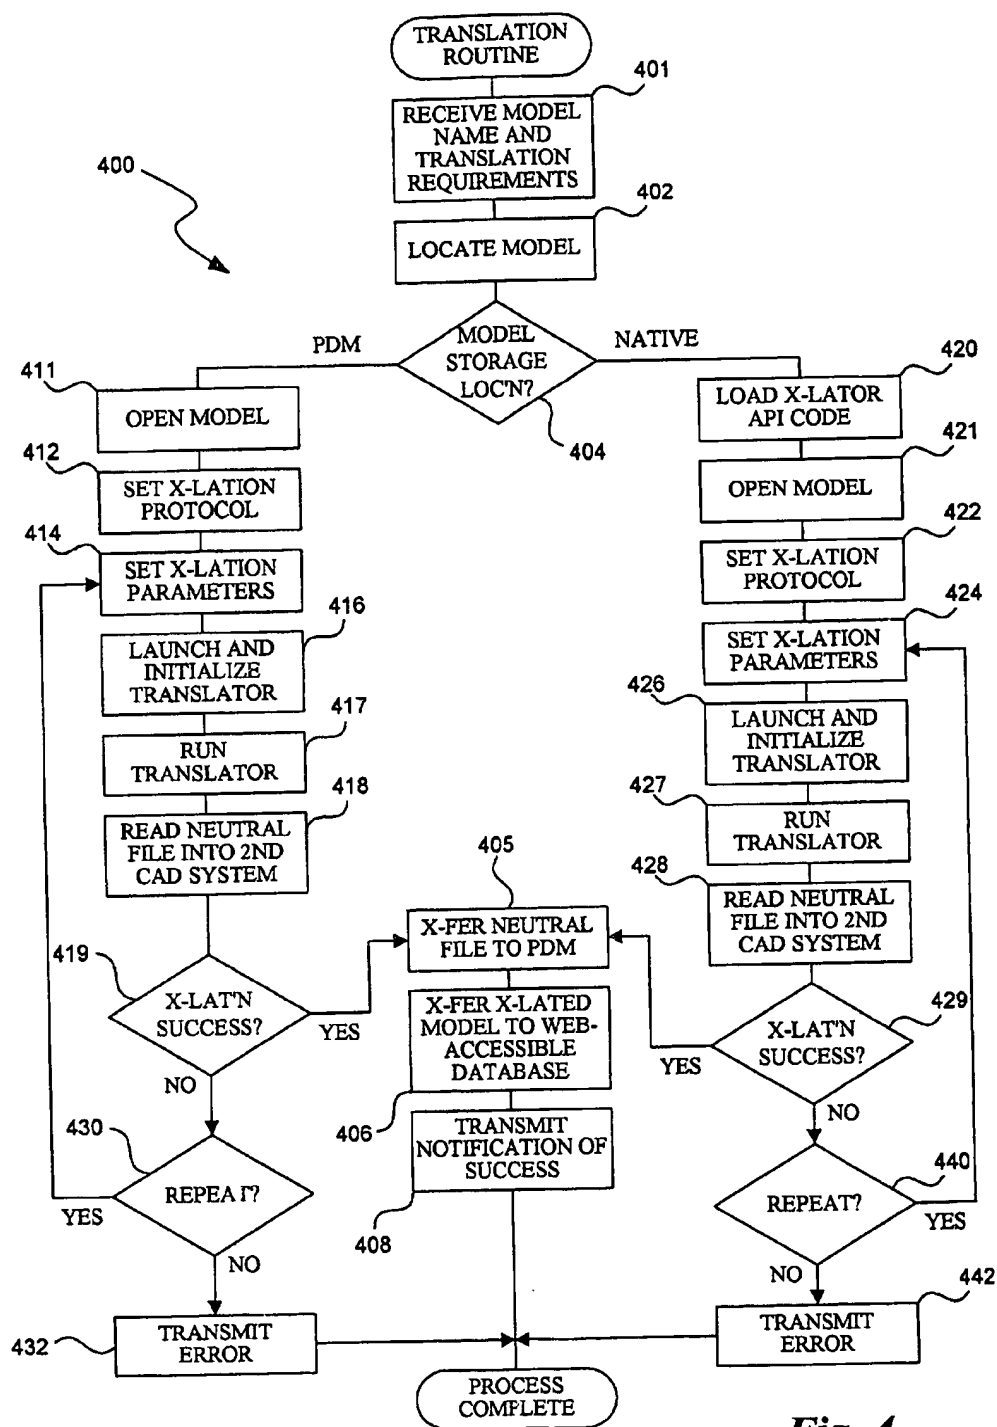 TRANSLATION
ROUTINE
401
RECEIVE MODEL
NAME AND
TRANSLATION
REQUIREMENTS
400
402
LOCATE MODEL
PDM
MODEL
STORAGE
LOC'N?
NATIVE
404
411
OPEN MODEL
412
SET X-LATION
PROTOCOL
414
SET X-LATION
PARAMETERS
416
LAUNCH AND
INITIALIZE
TRANSLATOR
417
RUN
TRANSLATOR
418
READ NEUTRAL
FILE INTO 2ND
CAD SYSTEM
419
X-LAT'N
SUCCESS?
YES
NO
430
REPEAT?
YES
NO
432
TRANSMIT
ERROR
405
X-FER NEUTRAL
FILE TO PDM
X-FER X-LATED
MODEL TO WEB-
ACCESSIBLE
DATABASE
406
TRANSMIT
NOTIFICATION OF
SUCCESS
408
420
LOAD X-LATOR
API CODE
421
OPEN MODEL
422
SET X-LATION
PROTOCOL
424
SET X-LATION
PARAMETERS
426
LAUNCH AND
INITIALIZE
TRANSLATOR
427
RUN
TRANSLATOR
428
READ NEUTRAL
FILE INTO 2ND
CAD SYSTEM
429
X-LAT'N
SUCCESS?
YES
NO
440
REPEAT?
YES
NO
442
TRANSMIT
ERROR
PROCESS
COMPLETE